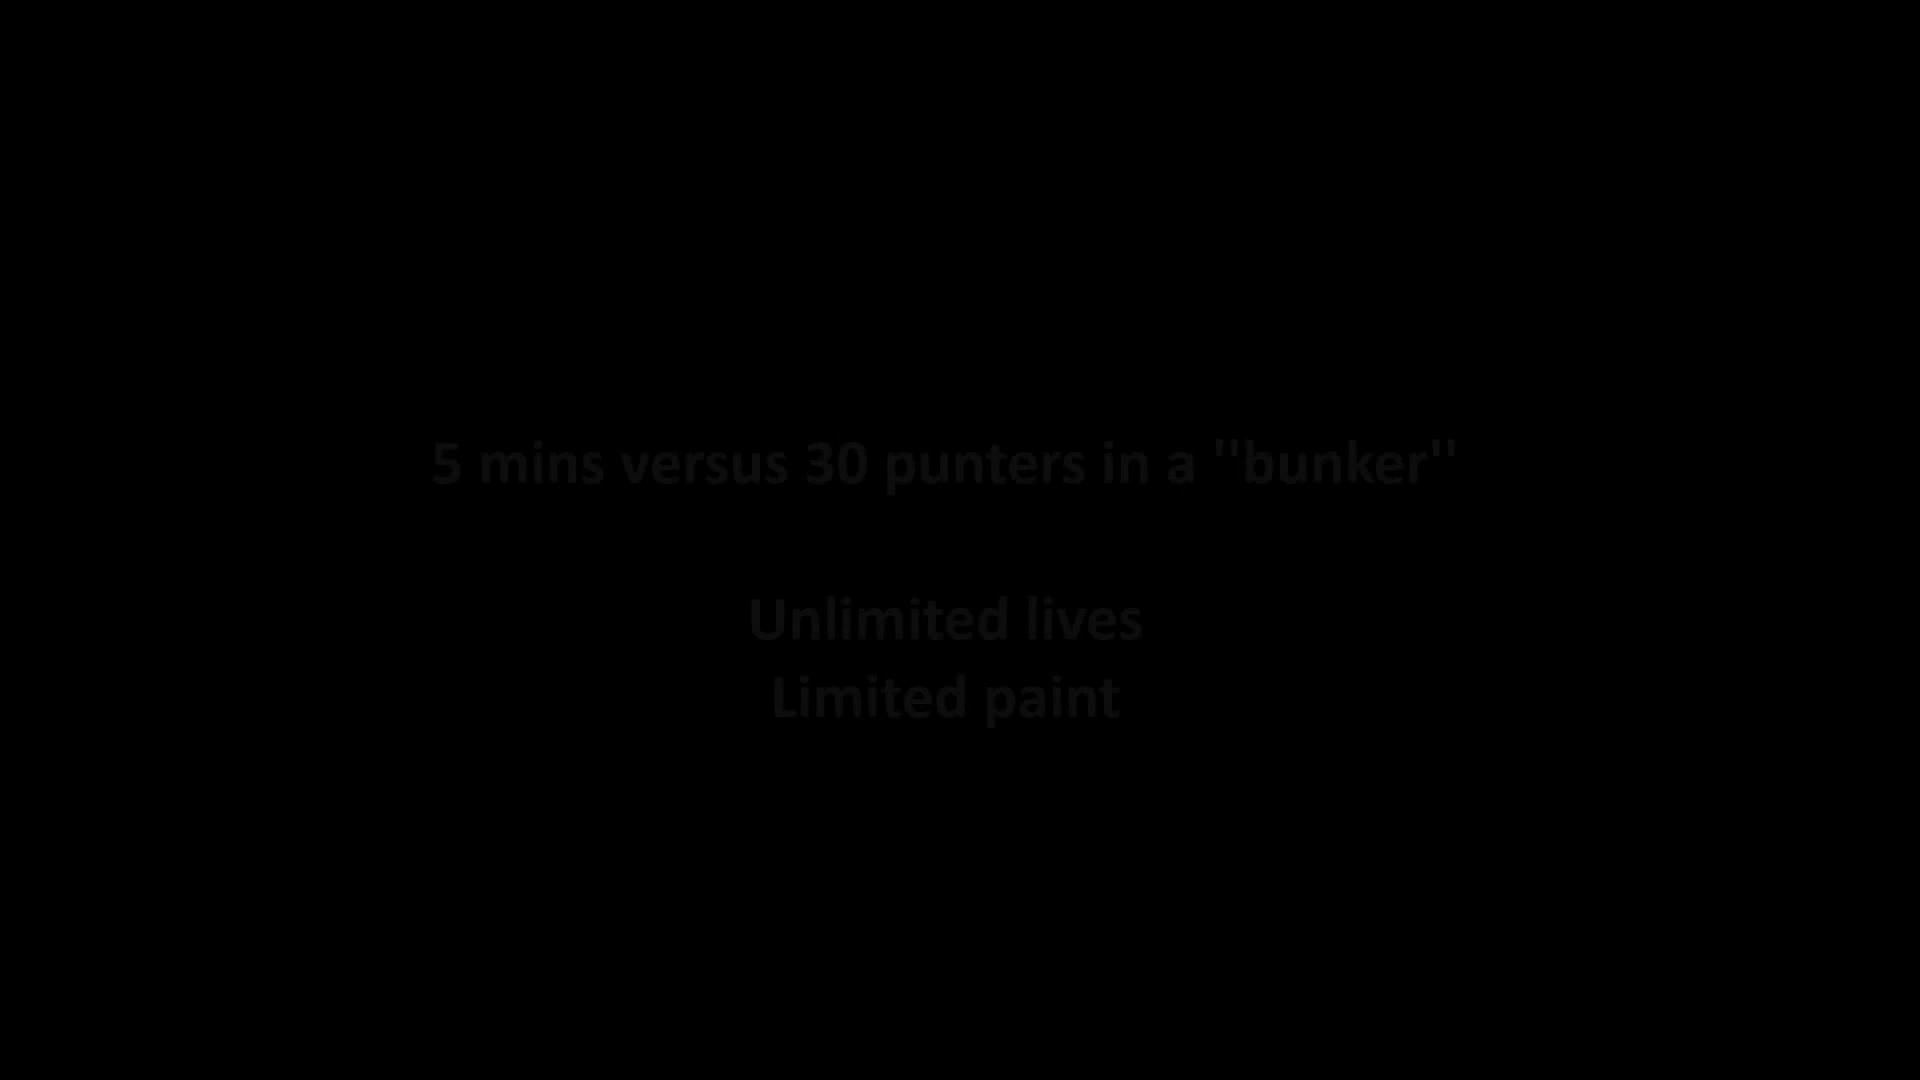 5 mins versus 30 punters in a "bunker"
Unlimited lives
Limited paint